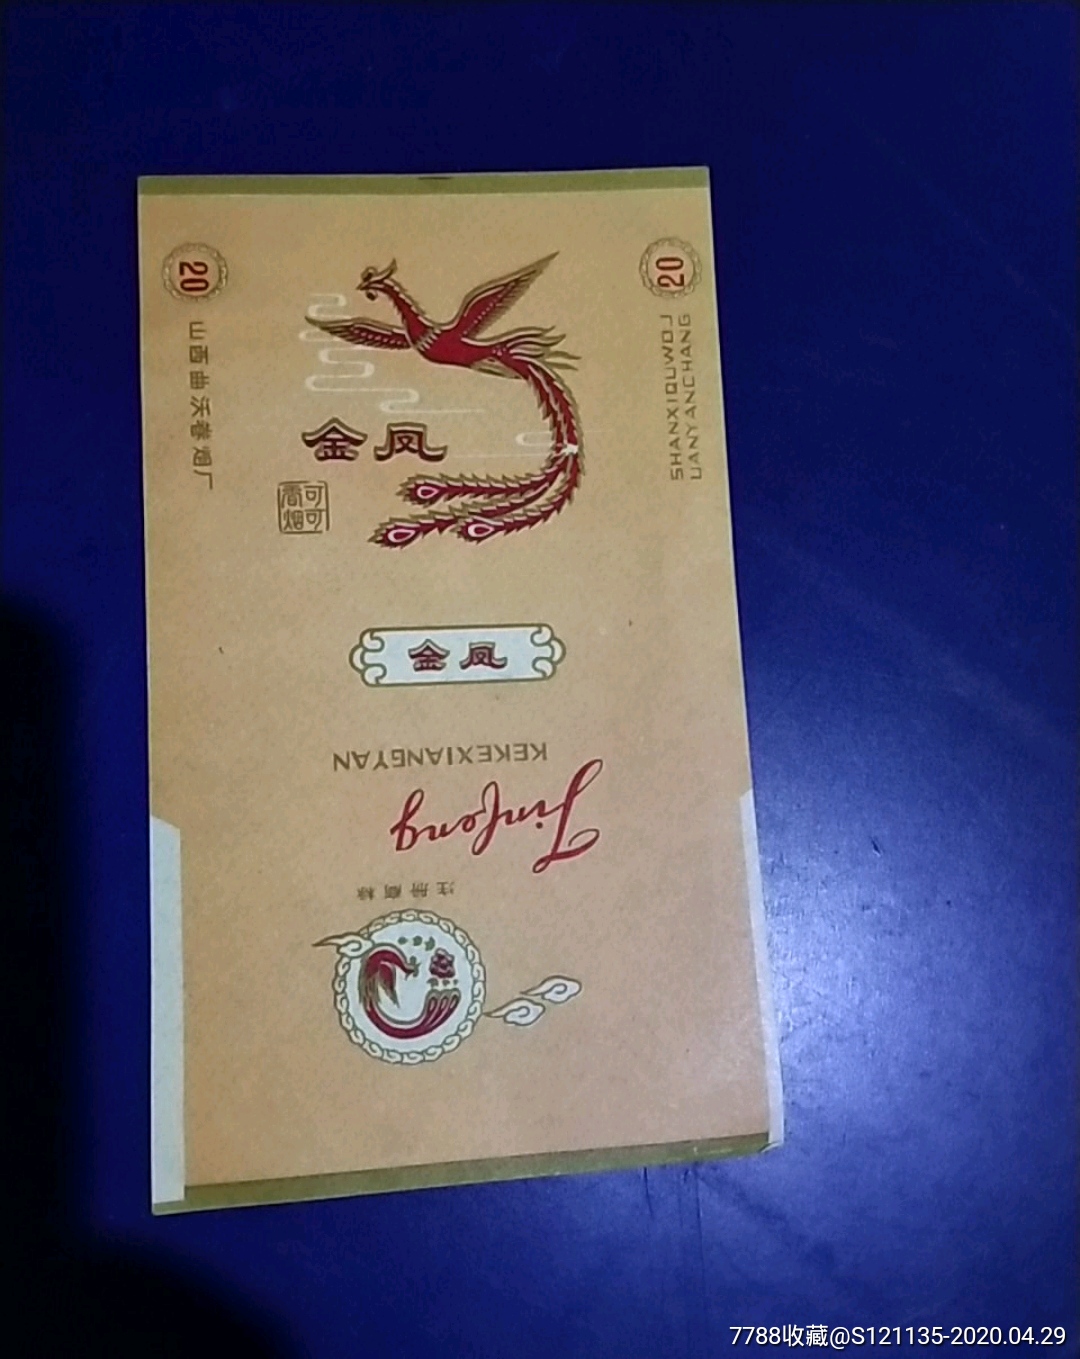 20
山西曲沃卷烟厂
20
SHANXIQUWOJ
UANYANCHANG
金凤
可可
香烟
金凤
KEKEXIANGYAN
Jinfeng
注册商标
7788收藏@S121135-2020.04.29